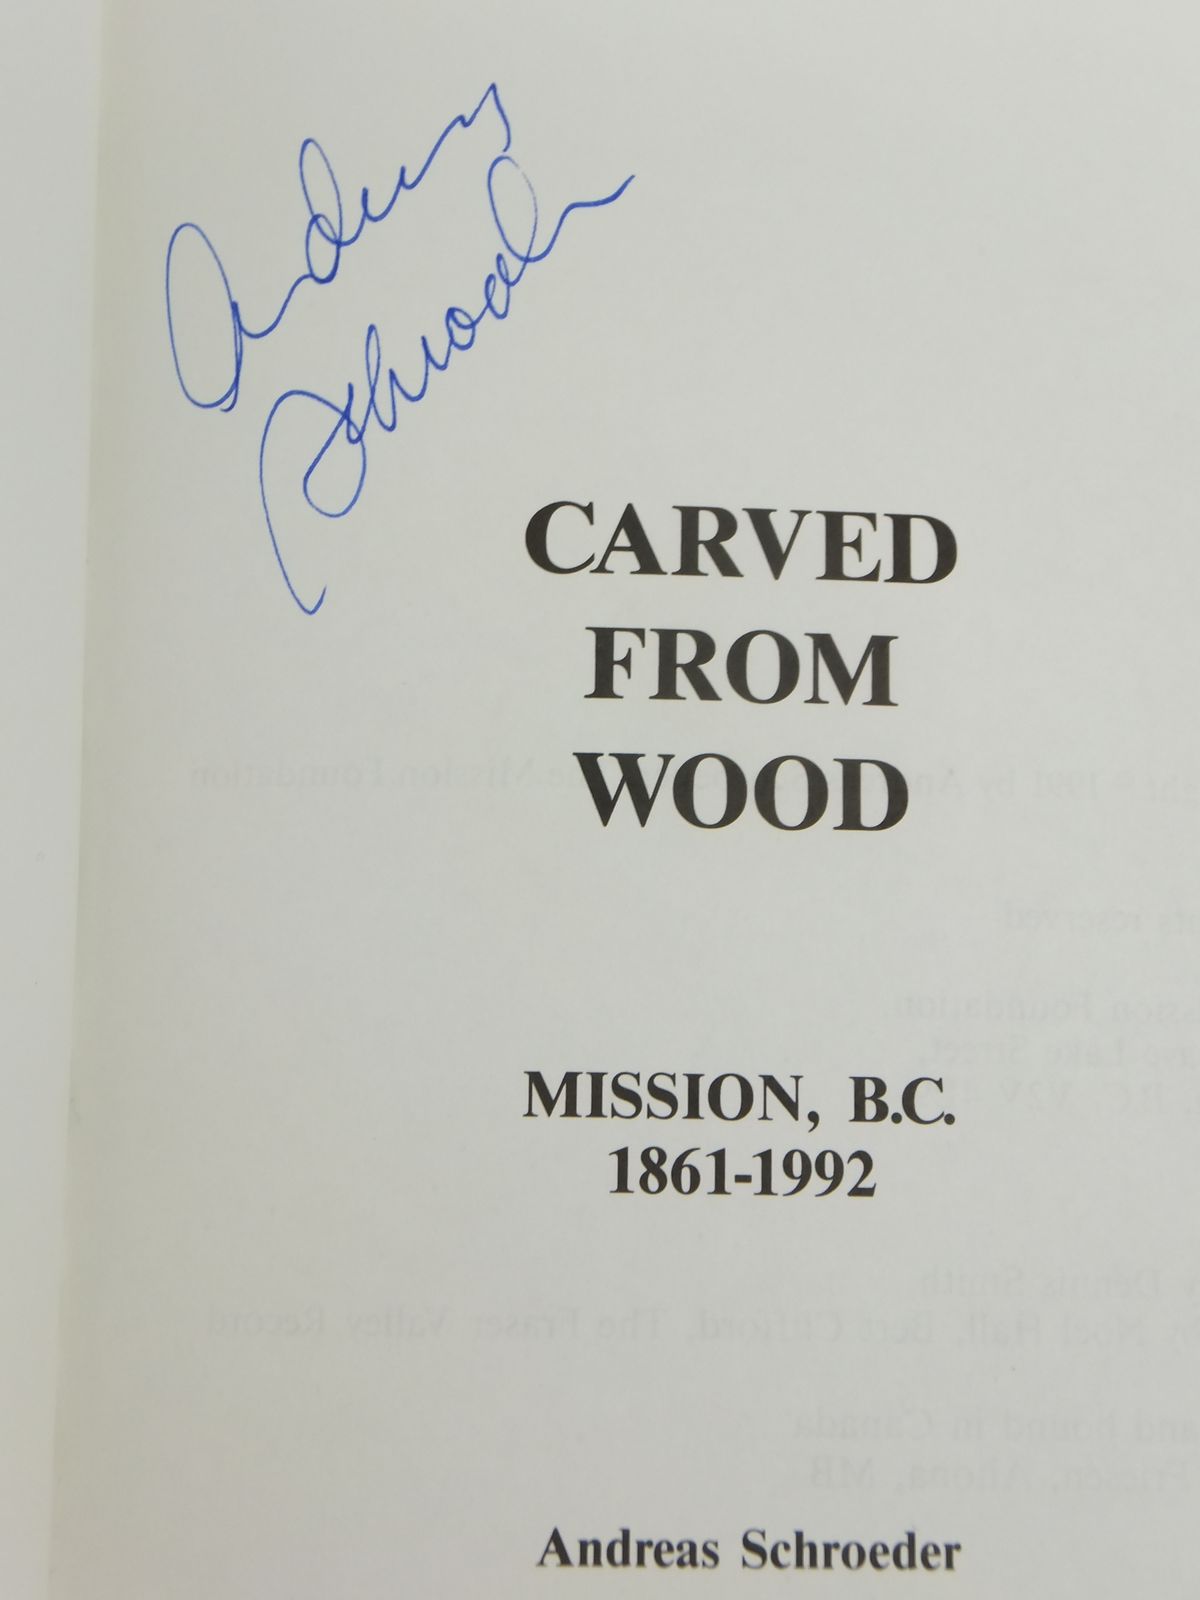 Andreas
Schroeder
CARVED
FROM
WOOD
MISSION, B.C.
1861-1992
Andreas Schroeder